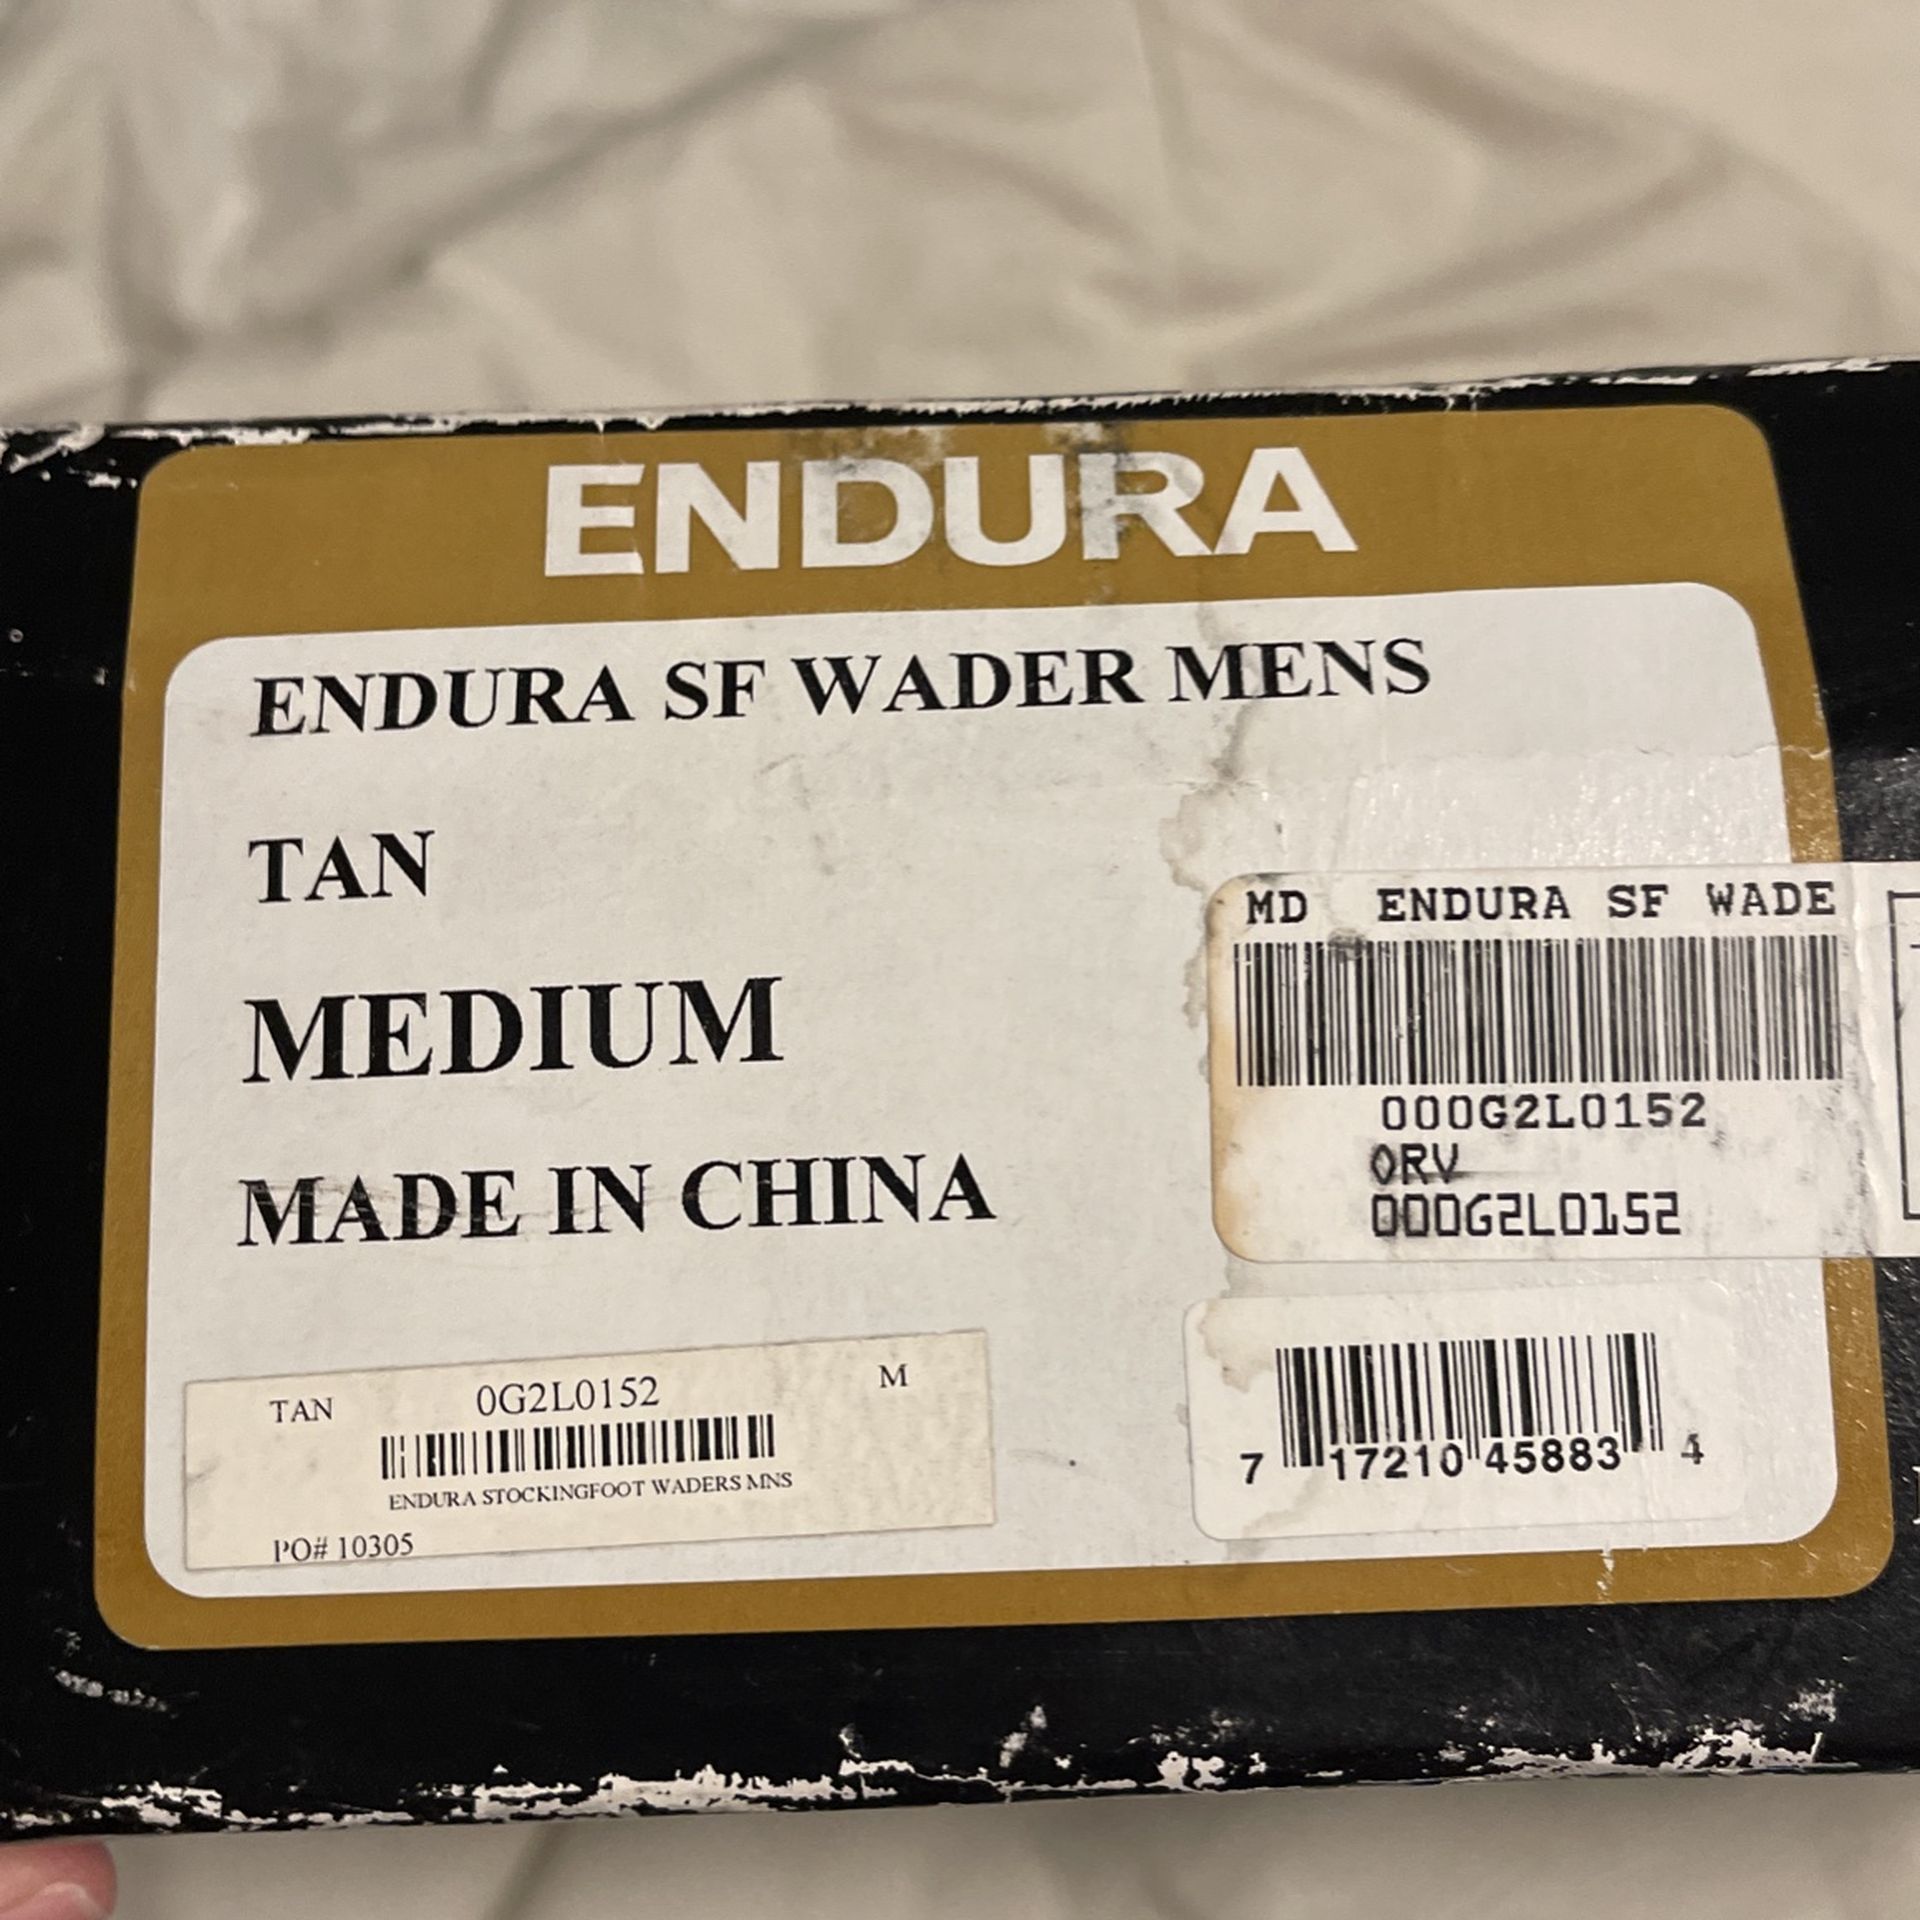 ENDURA
ENDURA SF WADER MENS
TAN
MEDIUM
MADE IN CHINA
MD ENDURA SF WADE
000G2L0152
ORV
000G2L0152
TAN 0G2L0152 M
ENDURA STOCKINGFOOT WADERS MNS
PO# 10305
7 17210 45883 4